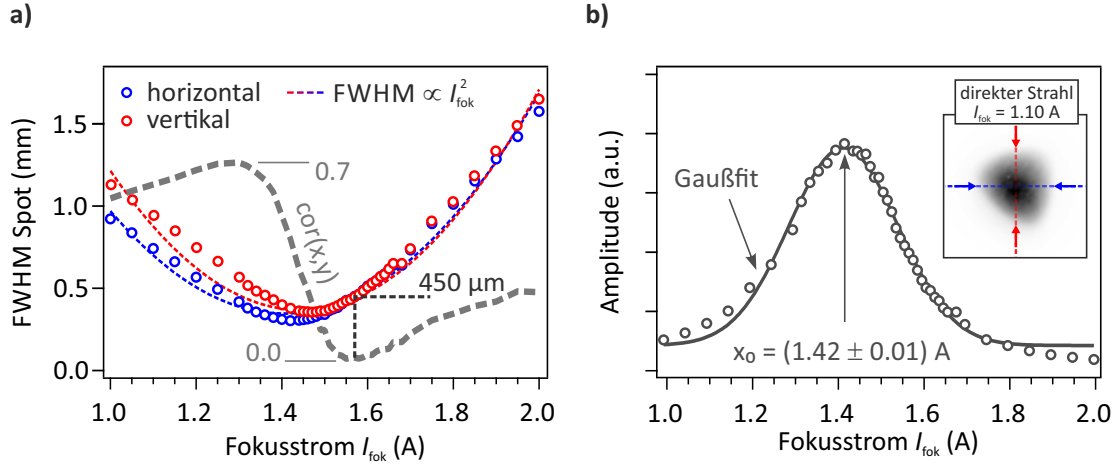 a)
FWHM Spot (mm)
1.5
1.0
0.5
0.0
horizontal
vertikal
FWHM ∝ I²fok
0.7
cor(x,y)
450 µm
0.0
1.0 1.2 1.4 1.6 1.8 2.0
Fokusstrom Ifok (A)
b)
Amplitude (a.u.)
Gaußfit
direkter Strahl
Ifok = 1.10 A
x0 = (1.42 ± 0.01) A
1.0 1.2 1.4 1.6 1.8 2.0
Fokusstrom Ifok (A)